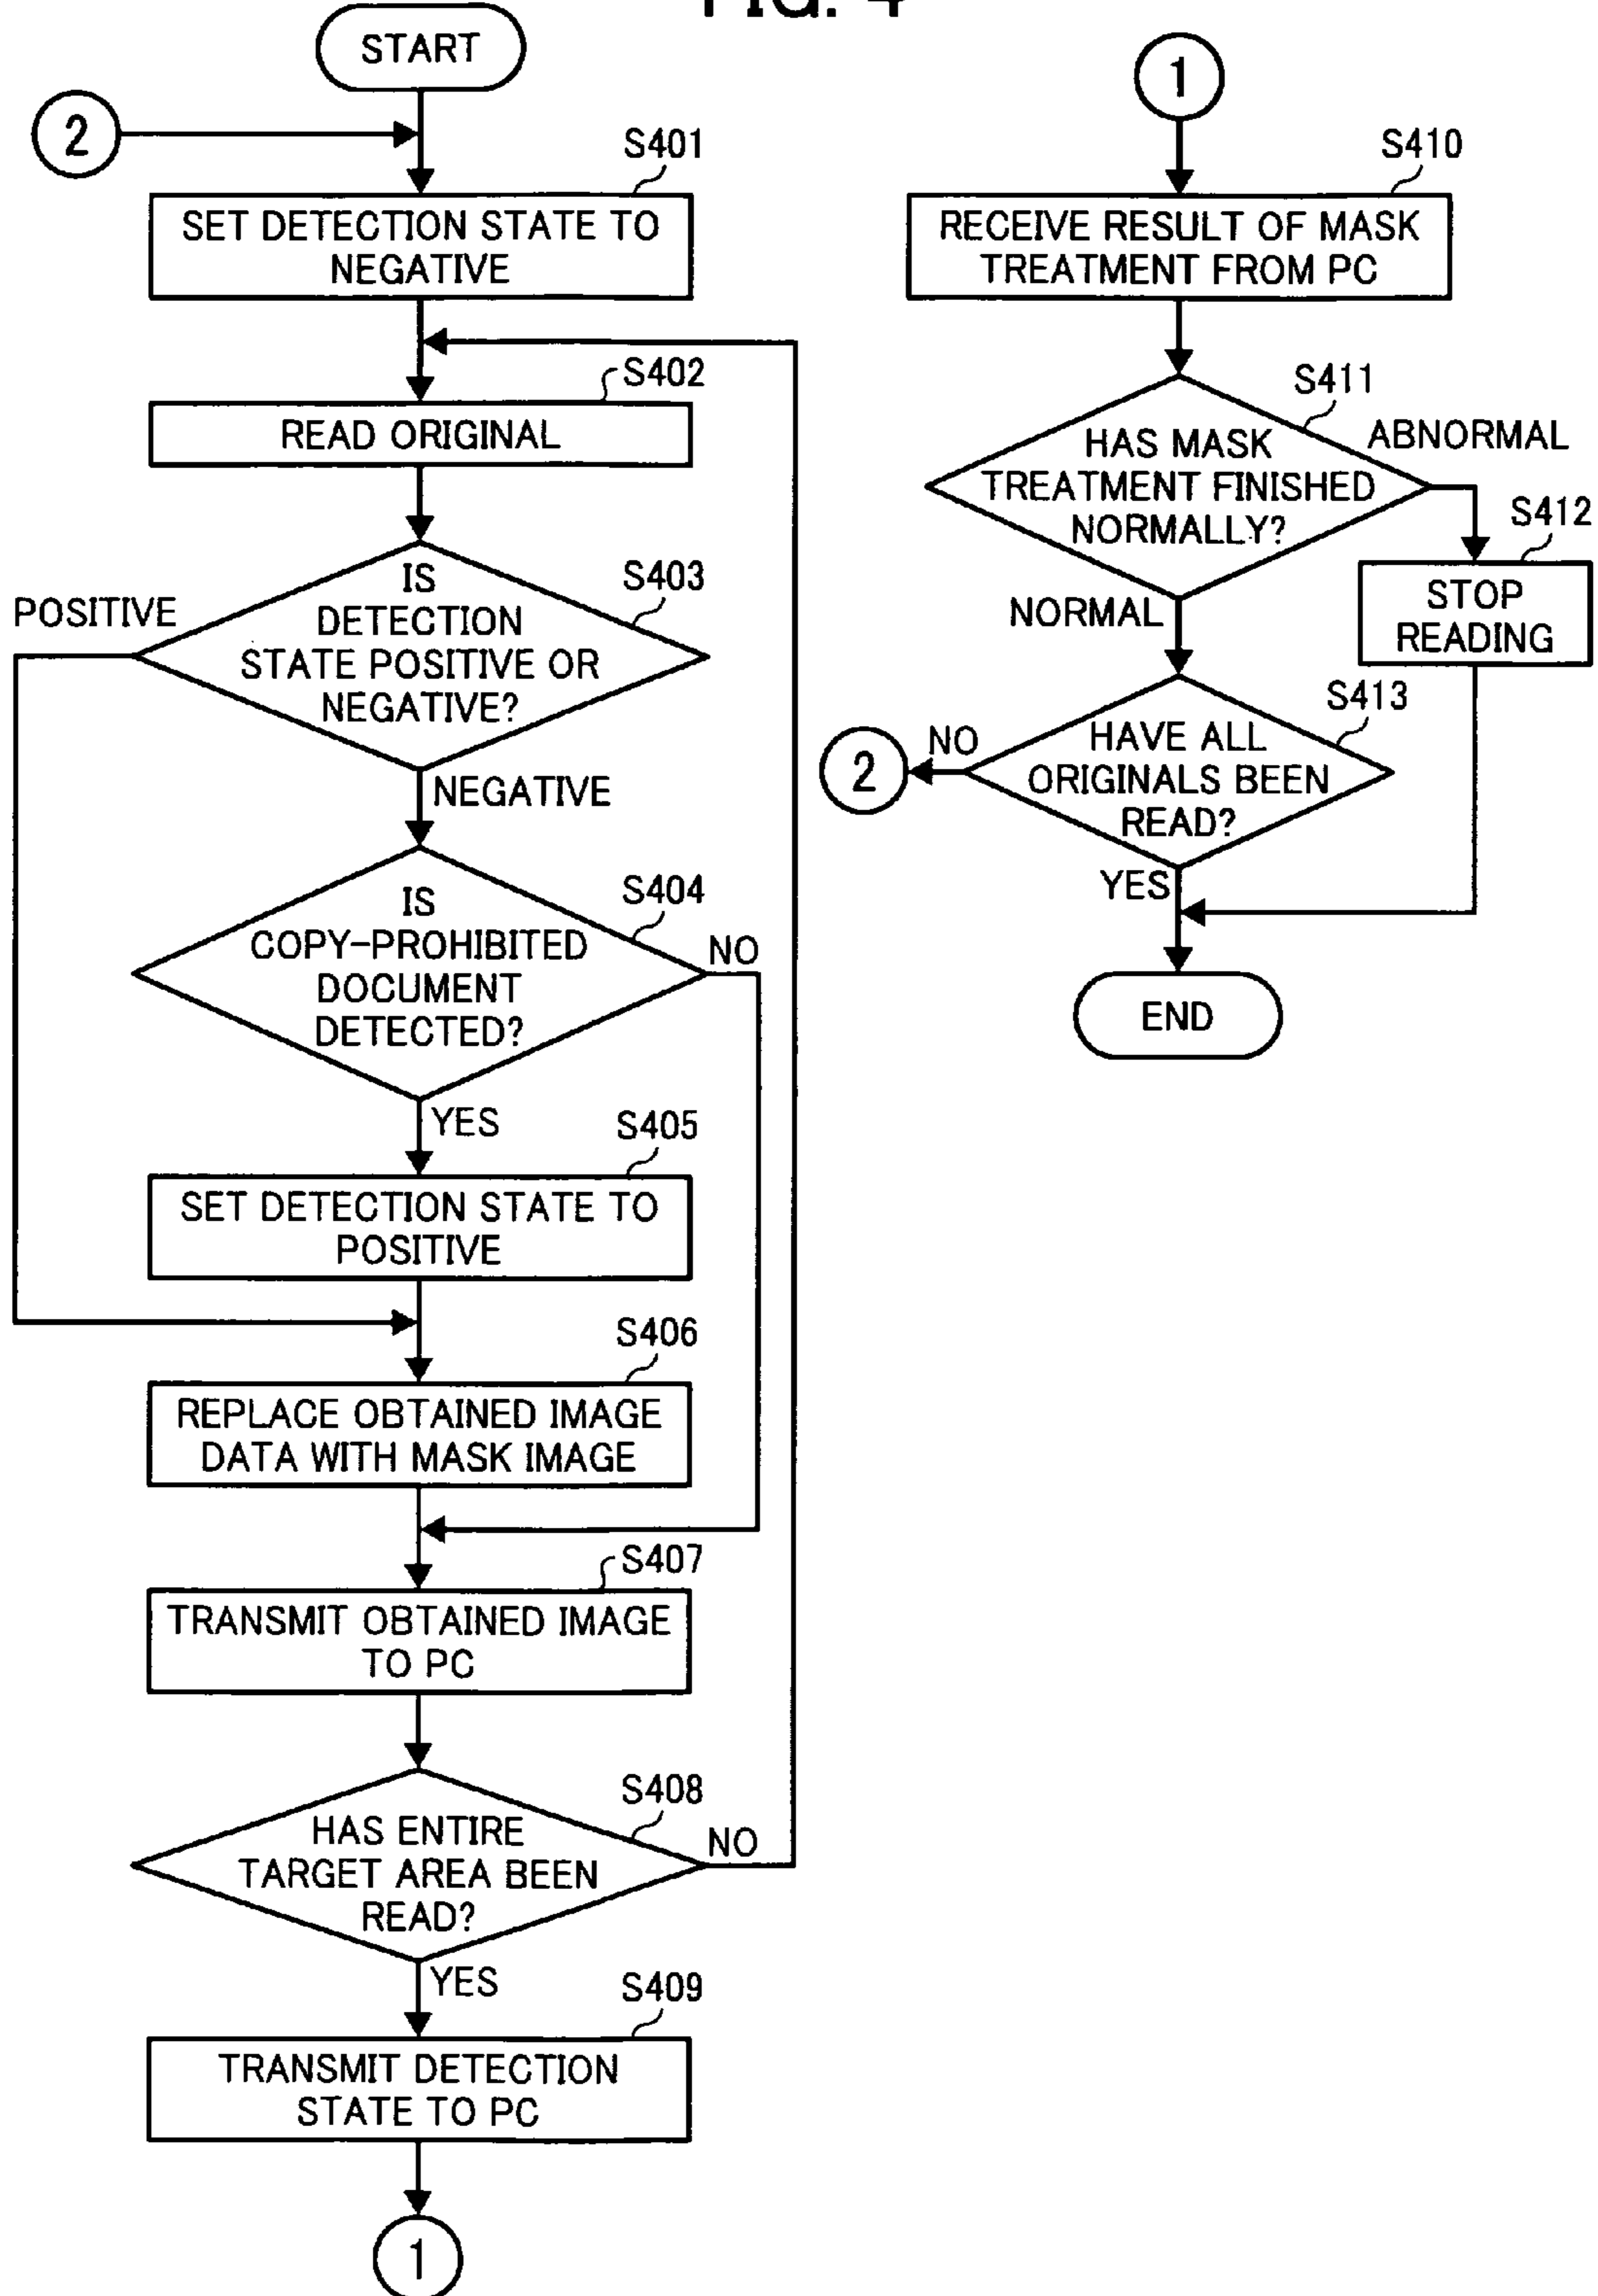 FIG. 4
START
2
S401
SET DETECTION STATE TO
NEGATIVE
S402
READ ORIGINAL
S403
IS
DETECTION
STATE POSITIVE OR
NEGATIVE?
POSITIVE
NEGATIVE
S404
IS
COPY-PROHIBITED
DOCUMENT
DETECTED?
NO
YES
S405
SET DETECTION STATE TO
POSITIVE
S406
REPLACE OBTAINED IMAGE
DATA WITH MASK IMAGE
S407
TRANSMIT OBTAINED IMAGE
TO PC
S408
HAS ENTIRE
TARGET AREA BEEN
READ?
NO
YES
S409
TRANSMIT DETECTION
STATE TO PC
1
1
S410
RECEIVE RESULT OF MASK
TREATMENT FROM PC
S411
HAS MASK
TREATMENT FINISHED
NORMALLY?
ABNORMAL
NORMAL
S412
STOP
READING
S413
HAVE ALL
ORIGINALS BEEN
READ?
NO
2
YES
END